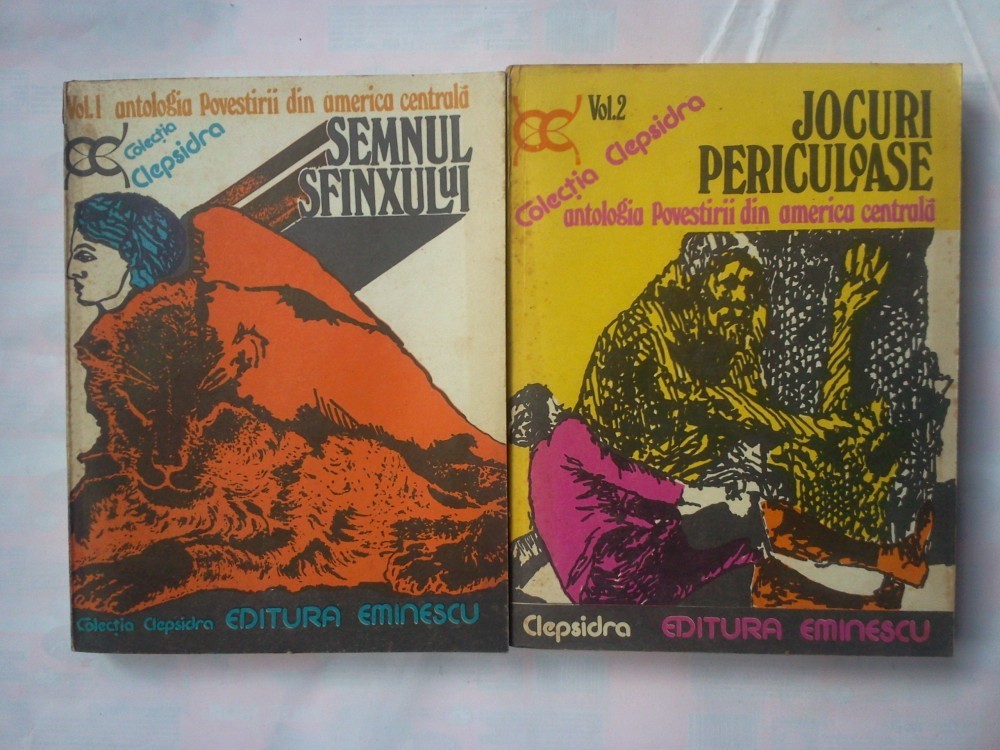 Vol.1 antologia Povestirii din america centrală
Colecția
Clepsidra
SEMNUL
SFINXULUI
Colecția Clepsidra EDITURA EMINESCU
Vol.2
JOCURI
PERICULOASE
Colecția Clepsidra
antologia Povestirii din america centrală
Clepsidra EDITURA EMINESCU